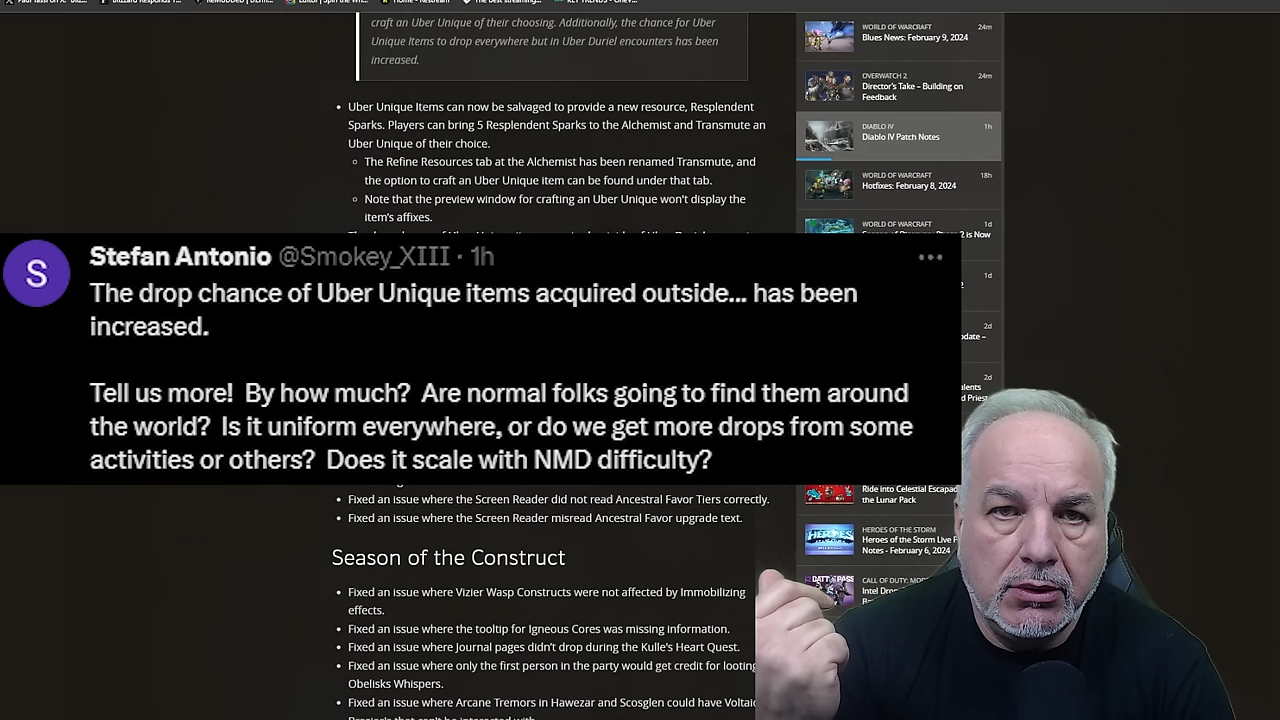 craft an Uber Unique of their choosing. Additionally, the chance for Uber
Unique Items to drop everywhere but in Uber Duriel encounters has been
increased.
Uber Unique Items can now be salvaged to provide a new resource, Resplendent
Sparks. Players can bring 5 Resplendent Sparks to the Alchemist and Transmute an
Uber Unique of their choice.
The Refine Resources tab at the Alchemist has been renamed Transmute, and
the option to craft an Uber Unique item can be found under that tab.
Note that the preview window for crafting an Uber Unique won't display the
item's affixes.
S
Stefan Antonio @Smokey_XIII · 1h
The drop chance of Uber Unique items acquired outside... has been
increased.
Tell us more! By how much? Are normal folks going to find them around
the world? Is it uniform everywhere, or do we get more drops from some
activities or others? Does it scale with NMD difficulty?
Fixed an issue where the Screen Reader did not read Ancestral Favor Tiers correctly.
Fixed an issue where the Screen Reader misread Ancestral Favor upgrade text.
Season of the Construct
Fixed an issue where Vizier Wasp Constructs were not affected by Immobilizing
effects.
Fixed an issue where the tooltip for Igneous Cores was missing information.
Fixed an issue where Journal pages didn't drop during the Kulle's Heart Quest.
Fixed an issue where only the first person in the party would get credit for looting
Obelisks Whispers.
Fixed an issue where Arcane Tremors in Hawezar and Scosglen could have
WORLD OF WARCRAFT 24m
Blues News: February 9, 2024
OVERWATCH 2 24m
Director's Take – Building on
Feedback
DIABLO IV 1h
Diablo IV Patch Notes
WORLD OF WARCRAFT 18h
Hotfixes: February 8, 2024
WORLD OF WARCRAFT 1d
2 is Now
1d
2d
2d
Ride into Celestial
the Lunar Pack
HEROES OF THE STORM
Heroes of the Storm Live
Notes - February 6, 2024
CALL OF DUTY: